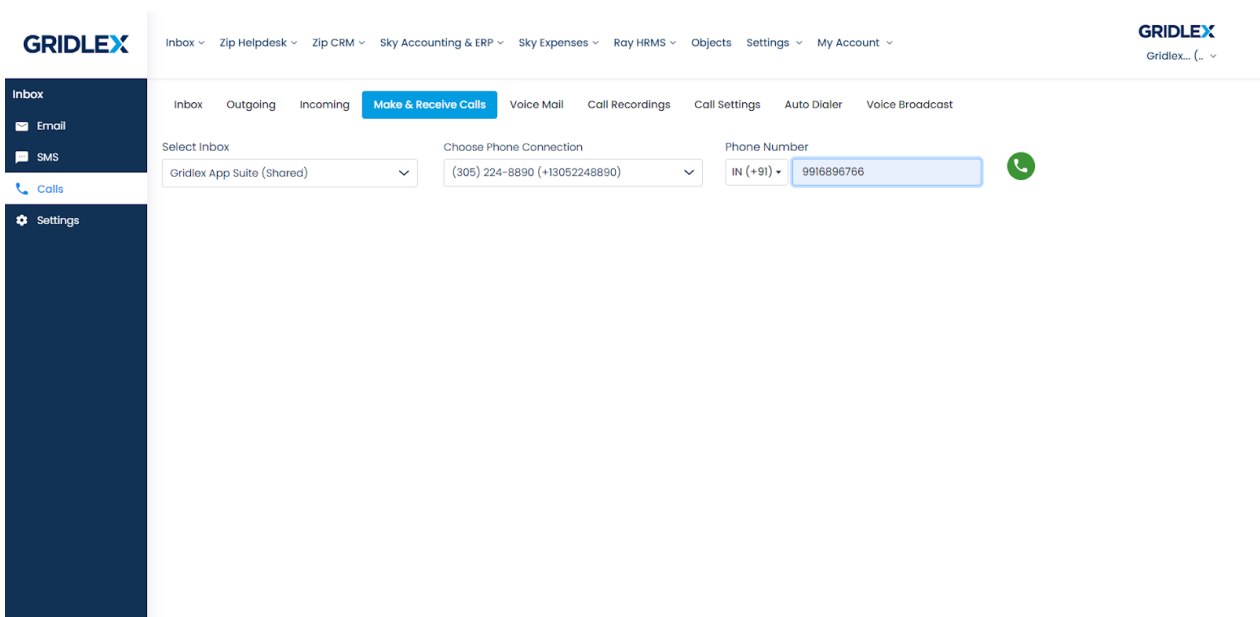 GRIDLEX
Inbox Zip Helpdesk Zip CRM Sky Accounting & ERP Sky Expenses Ray HRMS Objects Settings My Account
GRIDLEX
Gridlex... (..
Inbox
Email
SMS
Calls
Settings
Inbox Outgoing Incoming Make & Receive Calls Voice Mail Call Recordings Call Settings Auto Dialer Voice Broadcast
Select Inbox Choose Phone Connection Phone Number
Gridlex App Suite (Shared) (305) 224-8890 (+13052248890) IN (+91) 9916896766